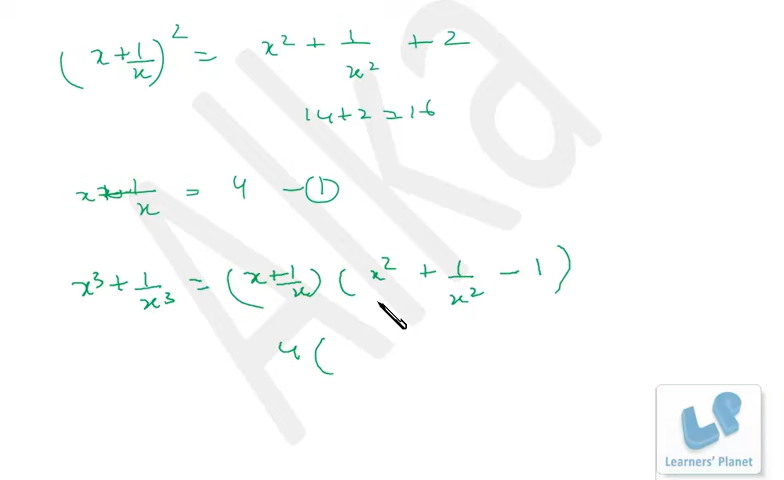 (x + 1/x)² = x² + 1/x² + 2
14 + 2 = 16
x + 1/x = 4 — ①
x³ + 1/x³ = (x + 1/x) (x² + 1/x² - 1)
4 (
Alka
LP
Learners' Planet